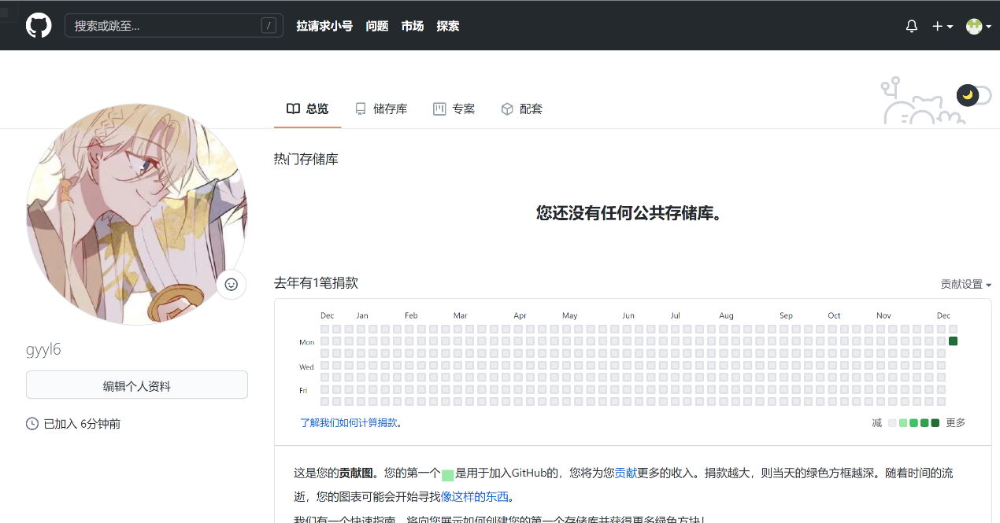 搜索或跳至... /
拉请求小号 问题 市场 探索
总览 储存库 专案 配套
热门存储库
您还没有任何公共存储库。
gyyl6
编辑个人资料
已加入 6分钟前
去年有1笔捐款
贡献设置
Dec Jan Feb Mar Apr May Jun Jul Aug Sep Oct Nov Dec
Mon
Wed
Fri
了解我们如何计算捐款。
减 更多
这是您的贡献图。您的第一个 是用于加入GitHub的，您将为您贡献更多的收入。捐款越大，则当天的绿色方框越深。随着时间的流
逝，您的图表可能会开始寻找像这样的东西。
我们有一个快速指南，将向您展示如何创建您的第一个存储库并获得更多绿色方块！